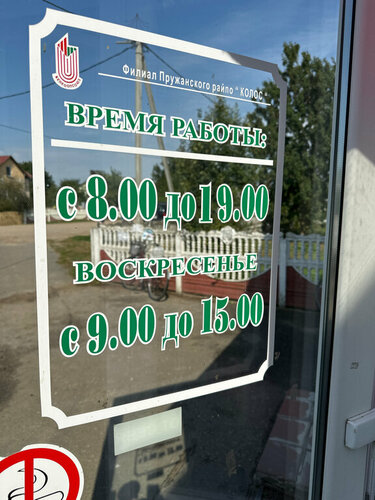 Филиал Пружанского райпо "КОЛОС
ВРЕМЯ РАБОТЫ:
с 8.00 до 19.00
ВОСКРЕСЕНЬЕ
с 9.00 до 15.00